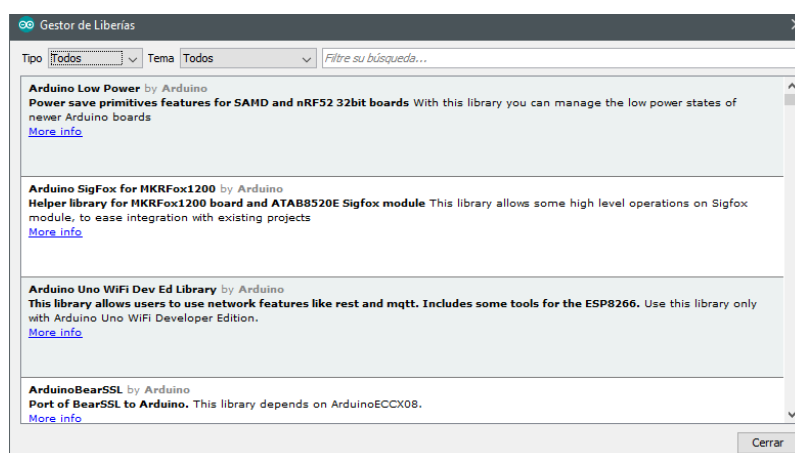 Gestor de Liberías
Tipo Todos Tema Todos Filtre su búsqueda...
Arduino Low Power by Arduino
Power save primitives features for SAMD and nRF52 32bit boards With this library you can manage the low power states of
newer Arduino boards
More info
Arduino SigFox for MKRFox1200 by Arduino
Helper library for MKRFox1200 board and ATAB8520E Sigfox module This library allows some high level operations on Sigfox
module, to ease integration with existing projects
More info
Arduino Uno WiFi Dev Ed Library by Arduino
This library allows users to use network features like rest and mqtt. Includes some tools for the ESP8266. Use this library only
with Arduino Uno WiFi Developer Edition.
More info
ArduinoBearSSL by Arduino
Port of BearSSL to Arduino. This library depends on ArduinoECCX08.
More info
Cerrar